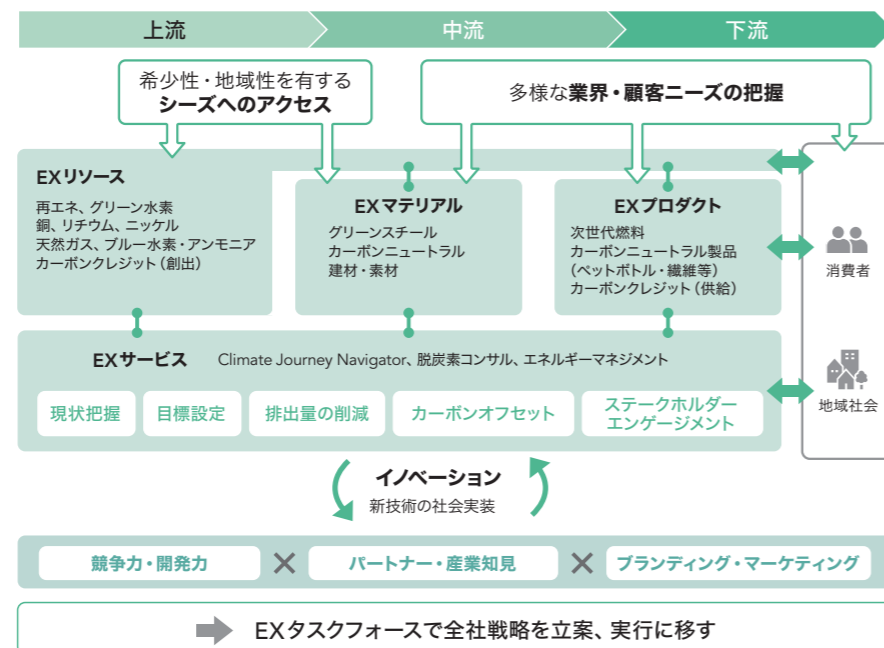 上流
中流
下流
希少性・地域性を有する
シーズへのアクセス
多様な業界・顧客ニーズの把握
EXリソース
再エネ、グリーン水素
銅、リチウム、ニッケル
天然ガス、ブルー水素・アンモニア
カーボンクレジット（創出）
EXマテリアル
グリーンスチール
カーボンニュートラル
建材・素材
EXプロダクト
次世代燃料
カーボンニュートラル製品
（ペットボトル・繊維等）
カーボンクレジット（供給）
消費者
地域社会
EXサービス Climate Journey Navigator、脱炭素コンサル、エネルギーマネジメント
現状把握
目標設定
排出量の削減
カーボンオフセット
ステークホルダー
エンゲージメント
イノベーション
新技術の社会実装
競争力・開発力 × パートナー・産業知見 × ブランディング・マーケティング
EXタスクフォースで全社戦略を立案、実行に移す